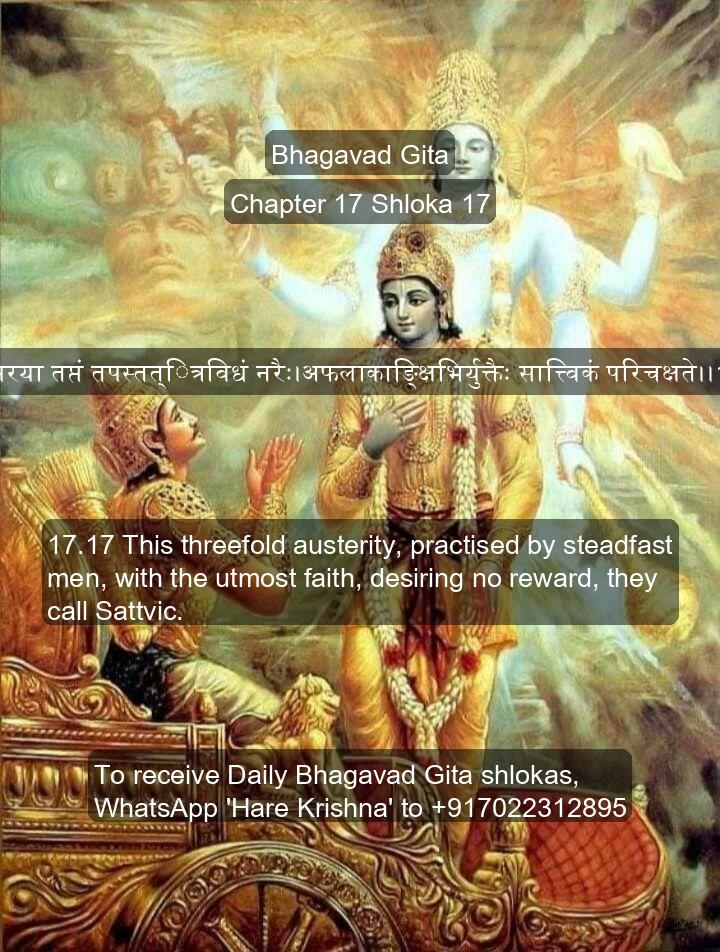 Bhagavad Gita
Chapter 17 Shloka 17
तप्तं तपस्तत्ित्रविधं नरैः।अफलाकाङ्क्षिभिर्युक्तैः सात्त्विकं परिचक्षते।।
17.17 This threefold austerity, practised by steadfast
men, with the utmost faith, desiring no reward, they
call Sattvic.
To receive Daily Bhagavad Gita shlokas,
WhatsApp 'Hare Krishna' to +917022312895